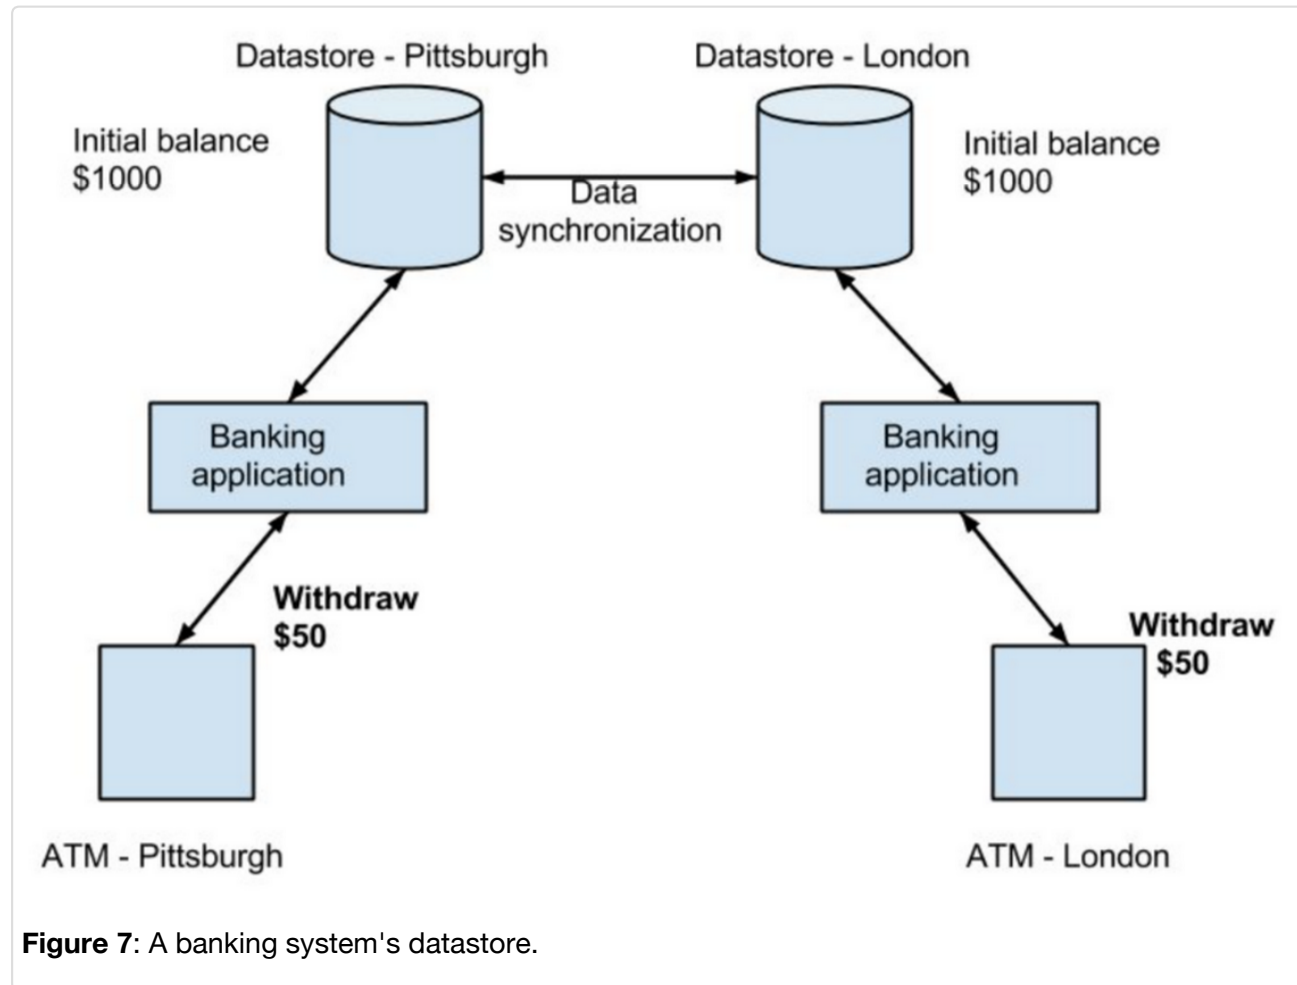 Datastore - Pittsburgh
Datastore - London
Initial balance
$1000
Initial balance
$1000
Data
synchronization
Banking
application
Banking
application
Withdraw
$50
Withdraw
$50
ATM - Pittsburgh
ATM - London
Figure 7: A banking system's datastore.